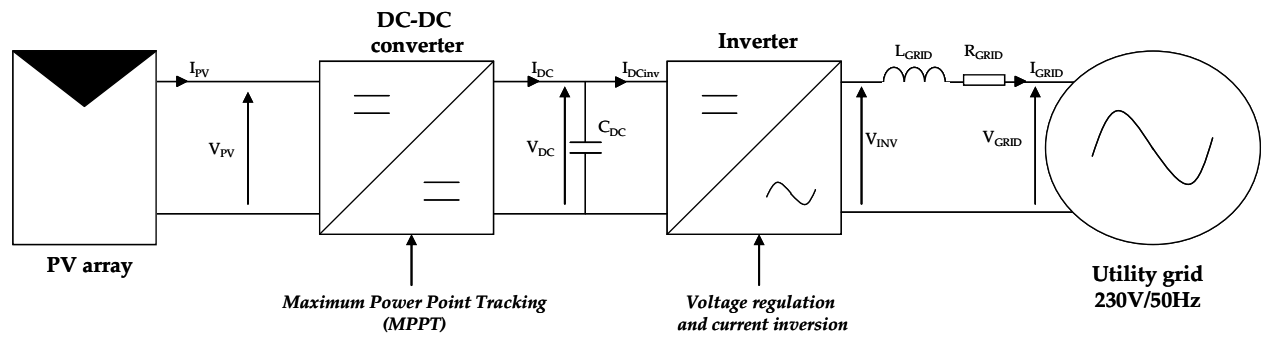 DC-DC
converter
Inverter
I_PV
I_DC
I_DCinv
L_GRID
R_GRID
I_GRID
V_PV
V_DC
C_DC
V_INV
V_GRID
PV array
Maximum Power Point Tracking
(MPPT)
Voltage regulation
and current inversion
Utility grid
230V/50Hz